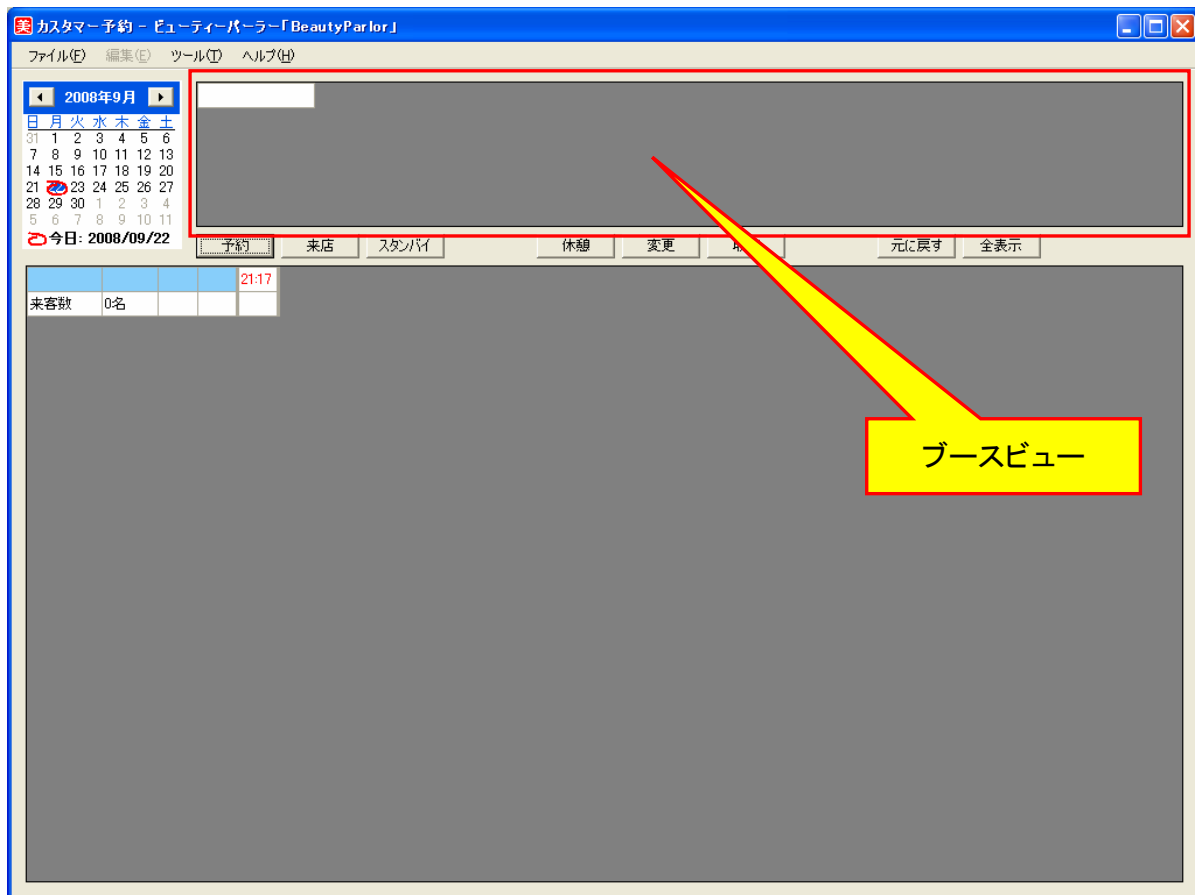 美 カスタマー予約 - ビューティーパーラー「BeautyParlor」
ファイル(F) 編集(E) ツール(T) ヘルプ(H)
2008年9月
日 月 火 水 木 金 土
31 1 2 3 4 5 6
7 8 9 10 11 12 13
14 15 16 17 18 19 20
21 23 24 25 26 27
28 29 30 1 2 3 4
5 6 7 8 9 10 11
今日: 2008/09/22
予約 来店 スタンバイ 休憩 変更 元に戻す 全表示
21:17
来客数 0名
ブースビュー